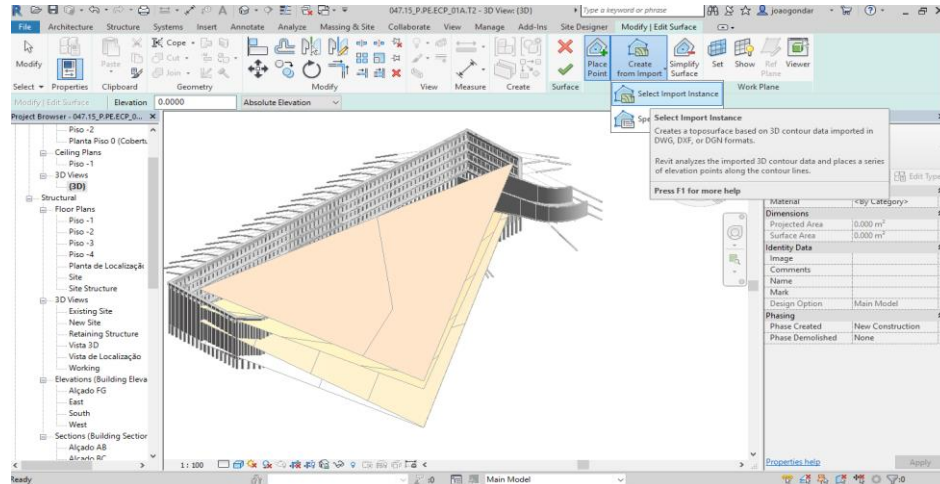 047.15_P.PE.ECP_01A.T2 - 3D View: {3D}
Type a keyword or phrase
joaogondar
File Architecture Structure Systems Insert Annotate Analyze Massing & Site Collaborate View Manage Add-Ins Site Designer Modify | Edit Surface
Modify
Properties
Paste
Cope
Cut
Join
Place Point
Create from Import
Simplify Surface
Set
Show
Ref Plane
Viewer
Select Properties Clipboard Geometry Modify View Measure Create Surface Work Plane
Modify | Edit Surface Elevation 0.0000 Absolute Elevation
Select Import Instance
Spe
Select Import Instance
Creates a toposurface based on 3D contour data imported in
DWG, DXF, or DGN formats.
Revit analyzes the imported 3D contour data and places a series
of elevation points along the contour lines.
Press F1 for more help
Project Browser - 047.15_P.PE.ECP_0...
Piso -2
Planta Piso 0 (Cobertu
Ceiling Plans
Piso -1
3D Views
{3D}
Structural
Floor Plans
Piso -1
Piso -2
Piso -3
Piso -4
Planta de Localizaçã
Site
Site Structure
3D Views
Existing Site
New Site
Retaining Structure
Vista 3D
Vista de Localização
Working
Elevations (Building Eleva
Alçado FG
East
South
West
Sections (Building Section
Alçado AB
Alçado BC
Edit Type
Material <By Category>
Dimensions
Projected Area 0.000 m²
Surface Area 0.000 m²
Identity Data
Image
Comments
Name
Mark
Design Option Main Model
Phasing
Phase Created New Construction
Phase Demolished None
Properties help Apply
1 : 100
Ready :0 Main Model :0